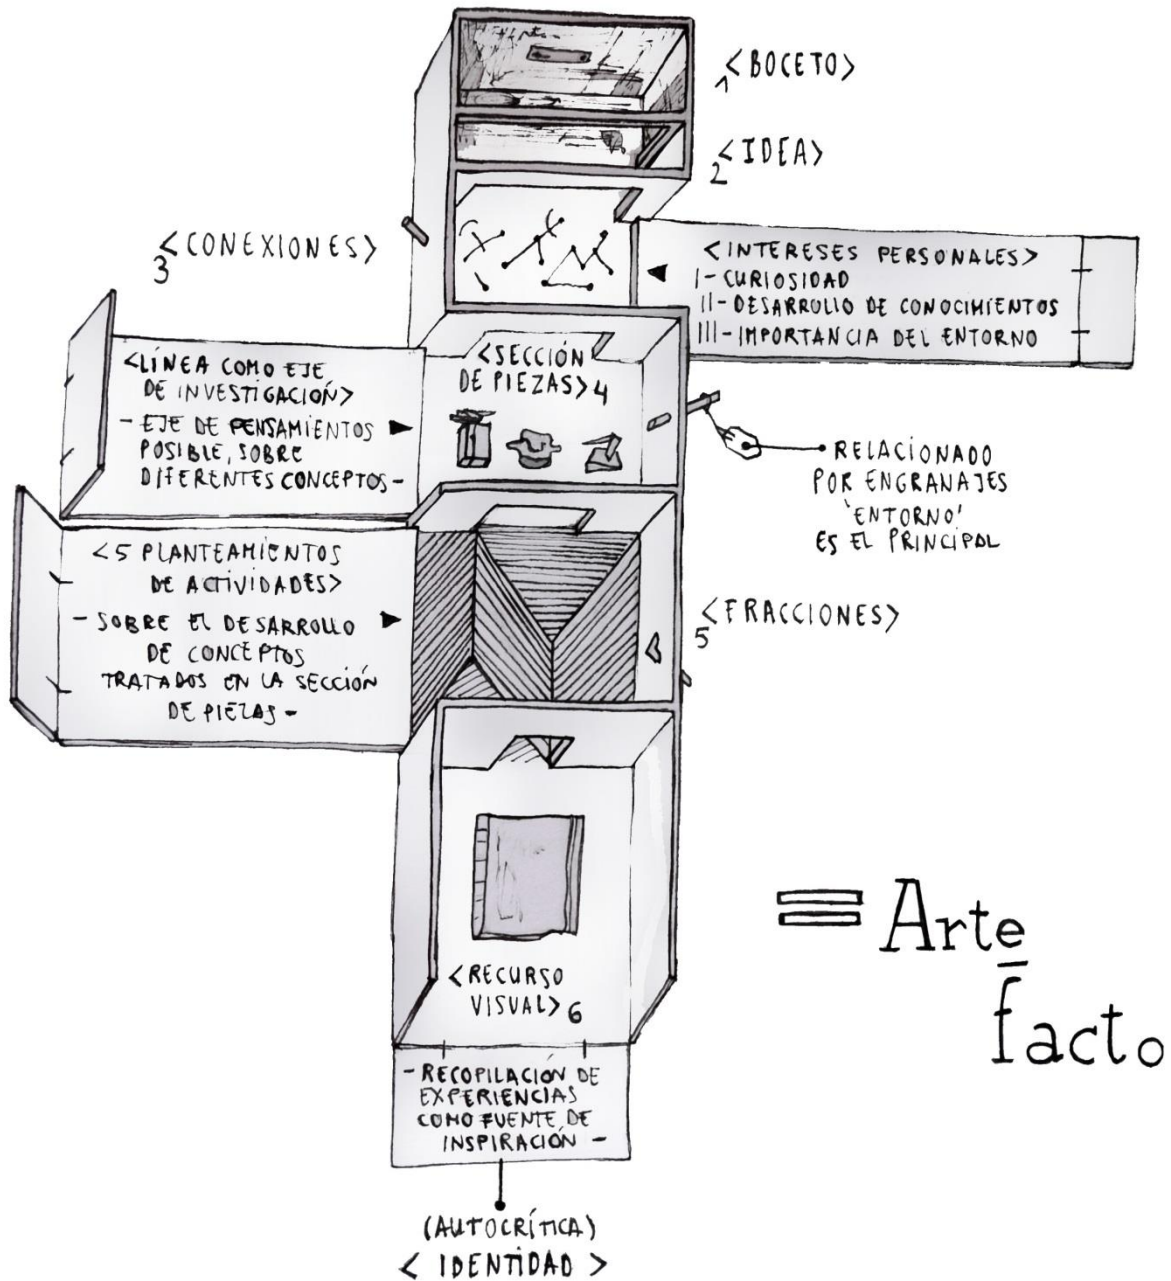 1 <BOCETO>
2 <IDEA>
3 <CONEXIONES>
<INTERESES PERSONALES>
I- CURIOSIDAD
II- DESARROLLO DE CONOCIMIENTOS
III- IMPORTANCIA DEL ENTORNO
<LÍNEA COMO EJE
DE INVESTIGACIÓN>
- EJE DE PENSAMIENTOS
POSIBLE, SOBRE
DIFERENTES CONCEPTOS -
<SECCIÓN
DE PIEZAS> 4
RELACIONADO
POR ENGRANAJES
'ENTORNO'
ES EL PRINCIPAL
<5 PLANTEAMIENTOS
DE ACTIVIDADES>
- SOBRE EL DESARROLLO
DE CONCEPTOS
TRATADOS EN LA SECCIÓN
DE PIEZAS -
5 <FRACCIONES>
<RECURSO
VISUAL> 6
= Arte
facto
- RECOPILACIÓN DE
EXPERIENCIAS
COMO FUENTE DE
INSPIRACIÓN -
(AUTOCRÍTICA)
< IDENTIDAD >